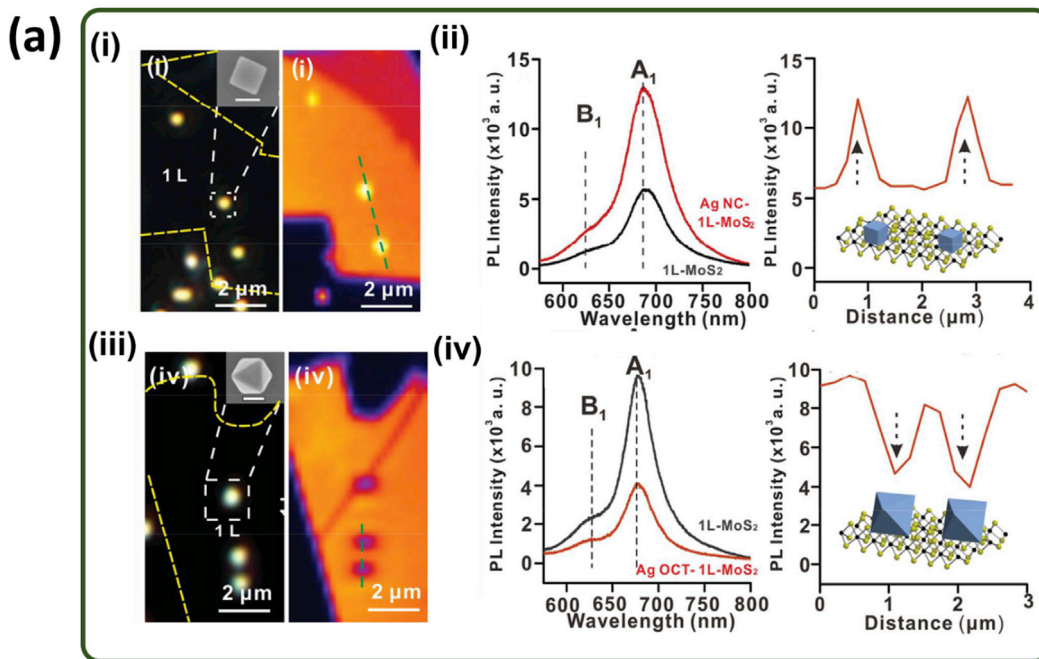 (a)
(i)
(i)
1 L
2 µm
(i)
2 µm
(ii)
PL Intensity (x10³ a. u.)
15
10
5
0
B₁
A₁
Ag NC-
1L-MoS₂
1L-MoS₂
600 650 700 750 800
Wavelength (nm)
PL Intensity (x10³ a. u.)
15
10
5
0
0 1 2 3 4
Distance (µm)
(iii)
(iv)
1 L
2 µm
(iv)
2 µm
(iv)
PL Intensity (x10³ a. u.)
10
8
6
4
2
0
B₁
A₁
1L-MoS₂
Ag OCT- 1L-MoS₂
600 650 700 750 800
Wavelength (nm)
PL Intensity (x10³ a. u.)
10
8
6
4
2
0
0 1 2 3
Distance (µm)